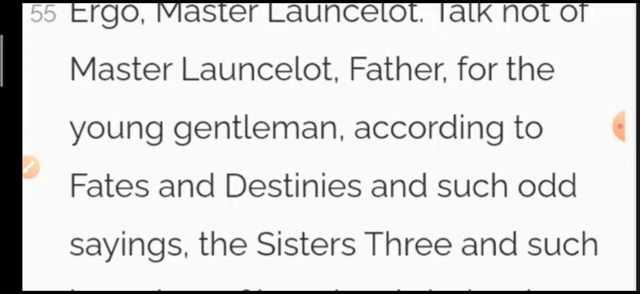 55 Ergo, Master Launcelot. Talk not of
Master Launcelot, Father, for the
young gentleman, according to
Fates and Destinies and such odd
sayings, the Sisters Three and such